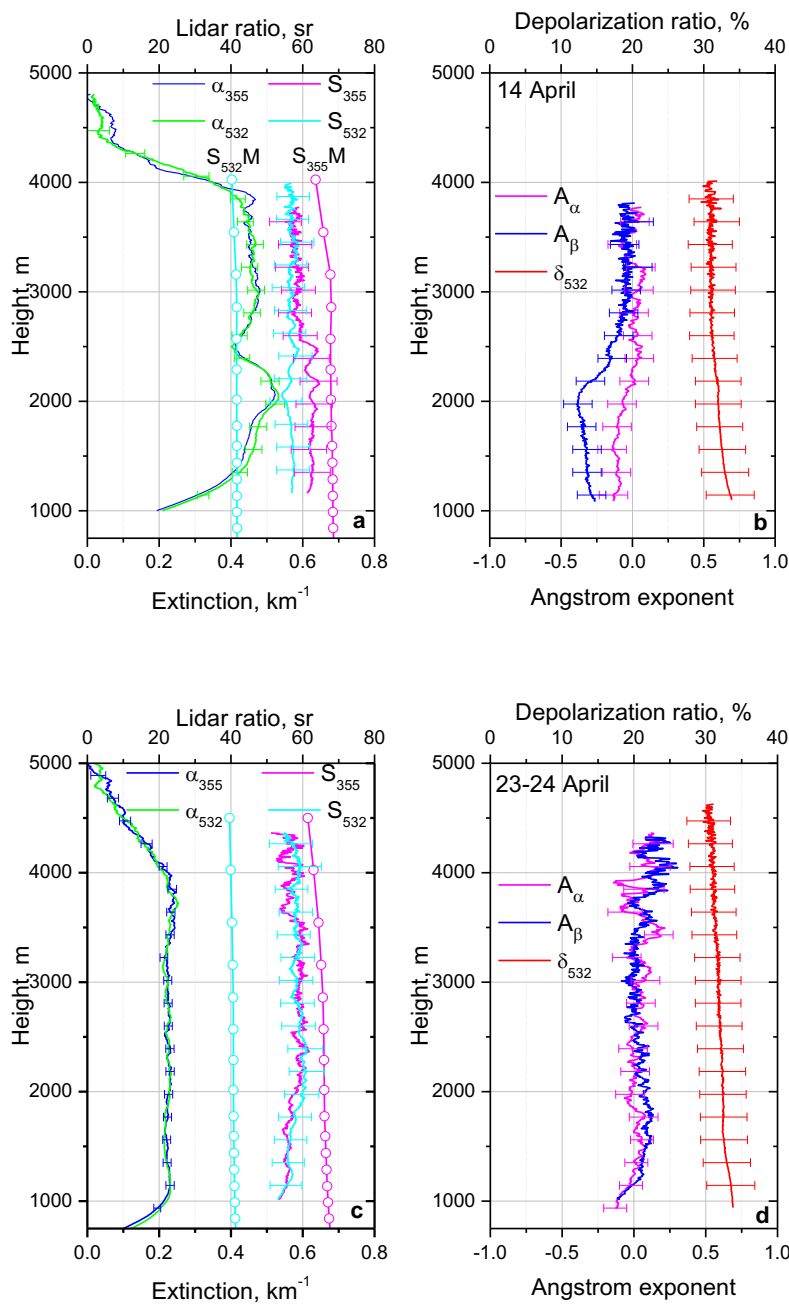 Lidar ratio, sr
0 20 40 60 80
5000 4000 3000 2000 1000
Height, m
α355 S355
α532 S532
S532M S355M
a
0.0 0.2 0.4 0.6 0.8
Extinction, km-1
Depolarization ratio, %
0 10 20 30 40
14 April
Aα
Aβ
δ532
b
-1.0 -0.5 0.0 0.5 1.0
Angstrom exponent
Lidar ratio, sr
0 20 40 60 80
5000 4000 3000 2000 1000
Height, m
α355 S355
α532 S532
c
0.0 0.2 0.4 0.6 0.8
Extinction, km-1
Depolarization ratio, %
0 10 20 30 40
5000 4000 3000 2000 1000
Height, m
23-24 April
Aα
Aβ
δ532
d
-1.0 -0.5 0.0 0.5 1.0
Angstrom exponent
5000 4000 3000 2000 1000
Height, m